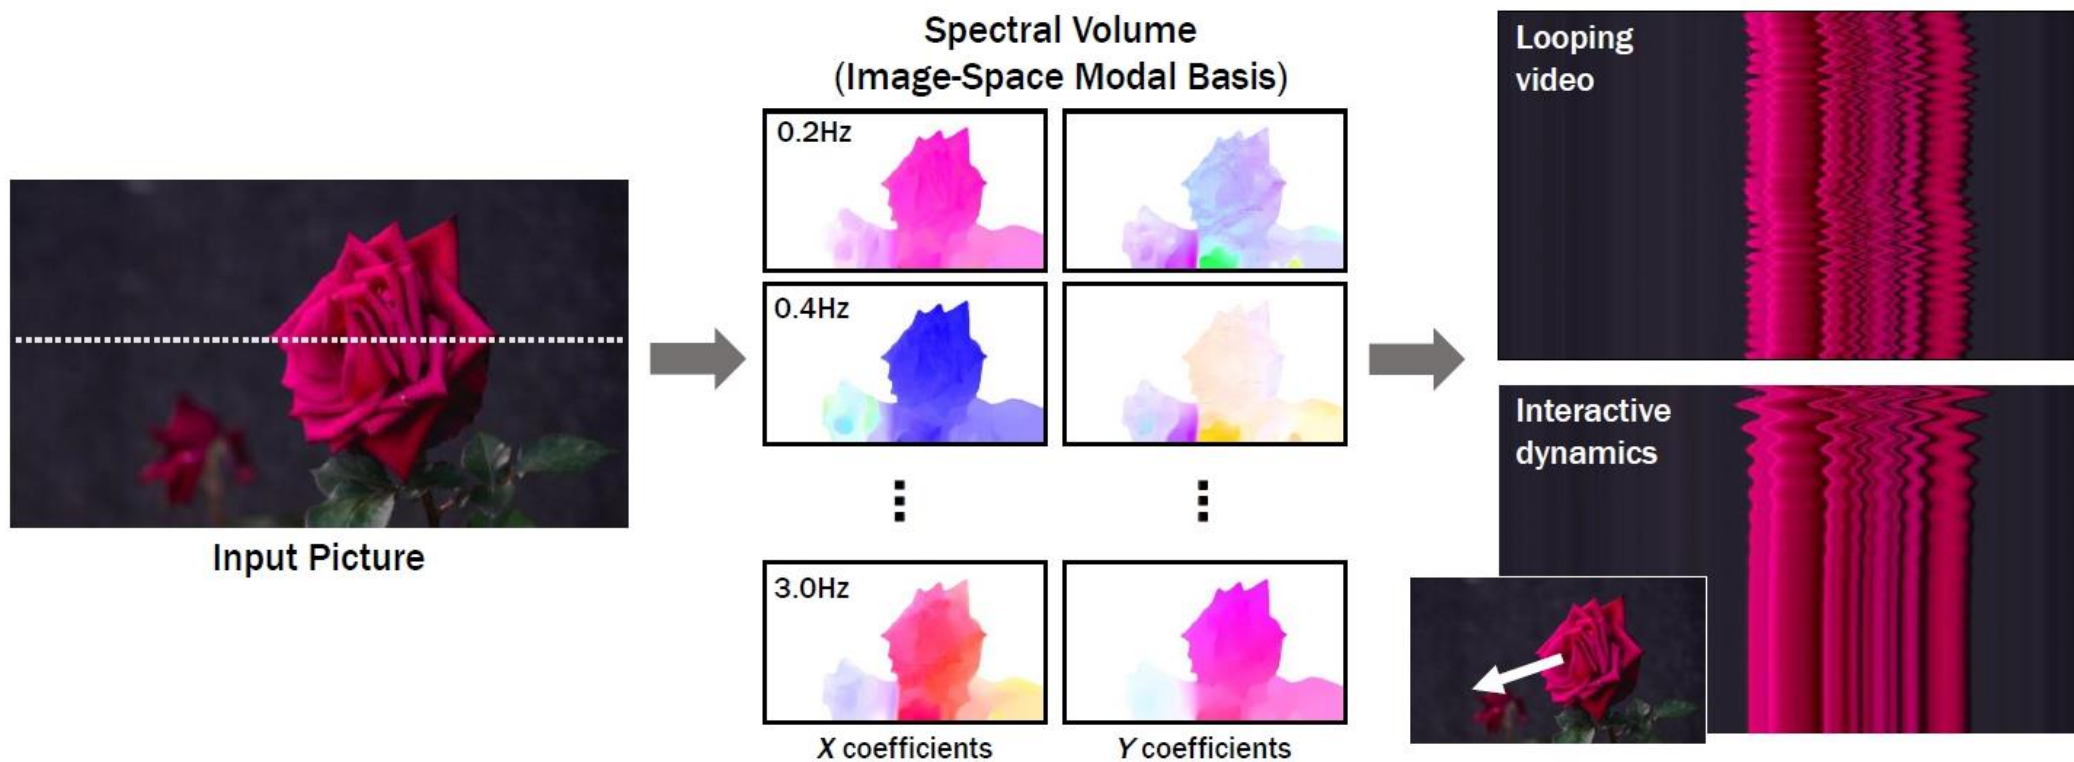 Input Picture
Spectral Volume
(Image-Space Modal Basis)
0.2Hz
0.4Hz
3.0Hz
X coefficients
Y coefficients
Looping
video
Interactive
dynamics